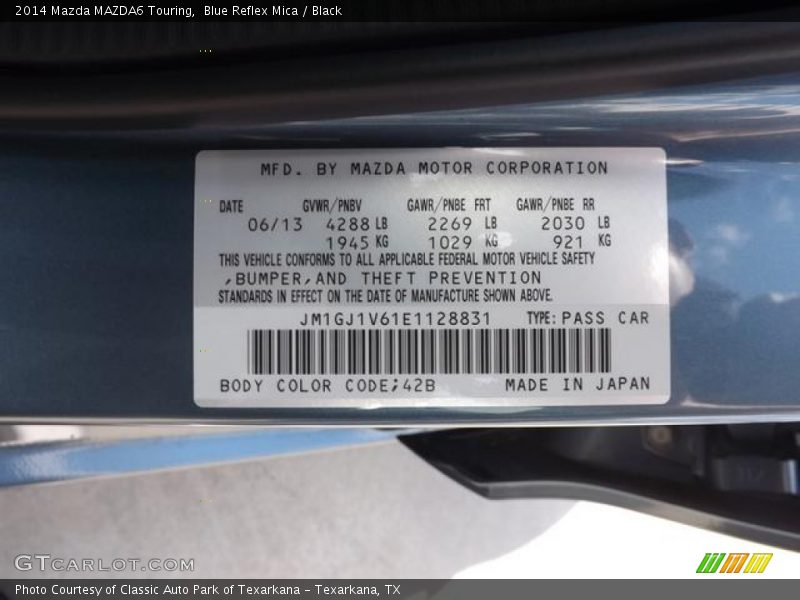 2014 Mazda MAZDA6 Touring,  Blue Reflex Mica / Black
MFD. BY MAZDA MOTOR CORPORATION
DATE GVWR/PNBV GAWR/PNBE FRT GAWR/PNBE RR
06/13 4288 LB 2269 LB 2030 LB
1945 KG 1029 KG 921 KG
THIS VEHICLE CONFORMS TO ALL APPLICABLE FEDERAL MOTOR VEHICLE SAFETY
,BUMPER,AND THEFT PREVENTION
STANDARDS IN EFFECT ON THE DATE OF MANUFACTURE SHOWN ABOVE.
JM1GJ1V61E1128831 TYPE: PASS CAR
BODY COLOR CODE;42B MADE IN JAPAN
GTCARLOT.COM
Photo Courtesy of Classic Auto Park of Texarkana - Texarkana, TX